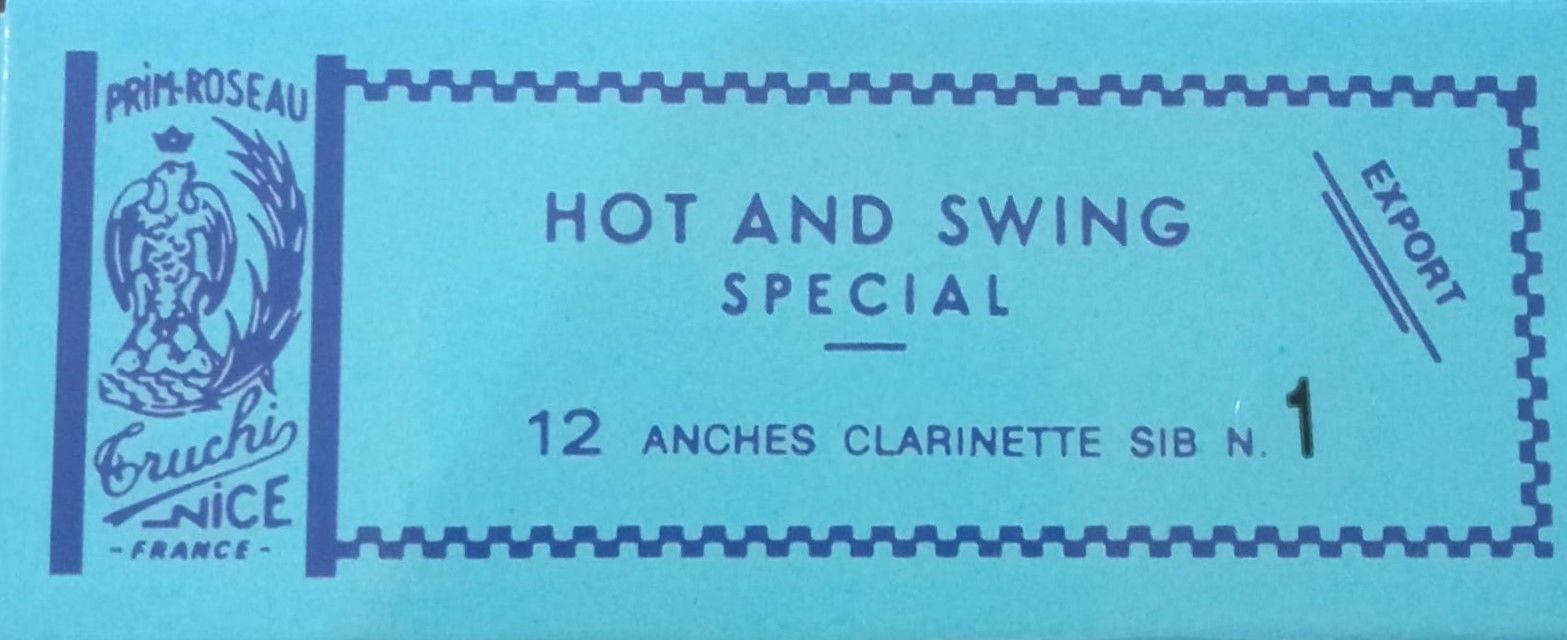 PRiM-ROSEAU
Truchi
NiCE
- FRANCE -
HOT AND SWING
SPECIAL
12 ANCHES CLARINETTE SIB N. 1
EXPORT